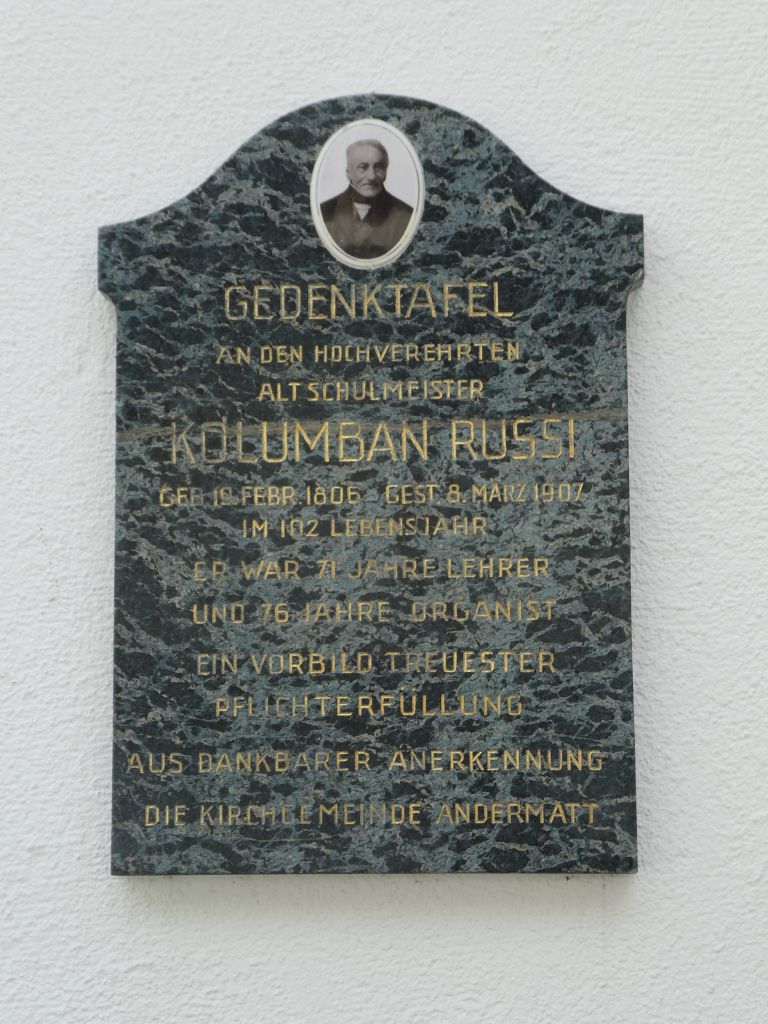 GEDENKTAFEL
AN DEN HOCHVEREHRTEN
ALTSCHULMEISTER
KOLUMBAN RUSSI
GEB. 19. FEBR. 1806 GEST. 8. MÄRZ 1907
IM 102 LEBENSJAHR
ER WAR 71 JAHRE LEHRER
UND 76 JAHRE ORGANIST
EIN VORBILD TREUESTER
PFLICHTERFÜLLUNG
AUS DANKBARER ANERKENNUNG
DIE KIRCHGEMEINDE ANDERMATT